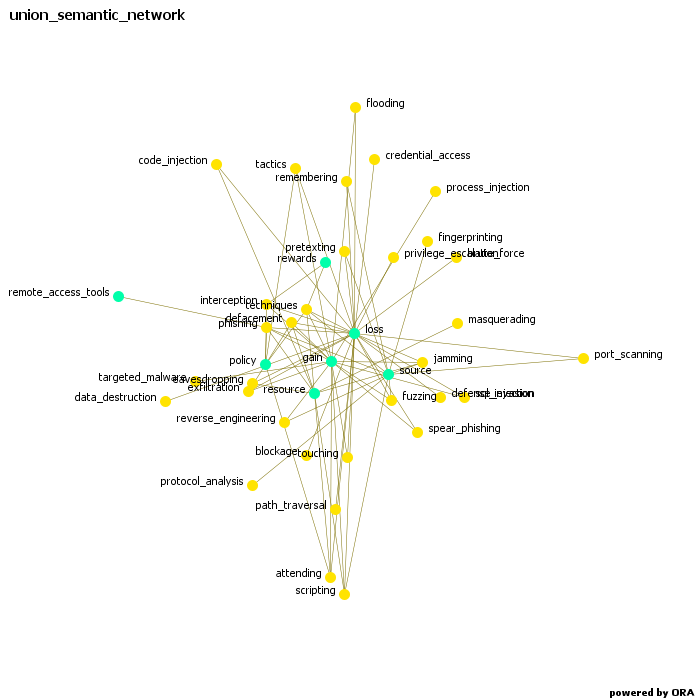 union_semantic_network
flooding
credential_access
code_injection
tactics
remembering
process_injection
fingerprinting
pretexting
rewards
privilege_escalation
remote_access_tools
interception
techniques
defacement
phishing
loss
masquerading
policy
gain
jamming
port_scanning
source
targeted_malware
eavesdropping
exfiltration
resource
data_destruction
fuzzing
defense_evasion
sql_injection
reverse_engineering
spear_phishing
blockage
touching
protocol_analysis
path_traversal
attending
scripting
powered by ORA